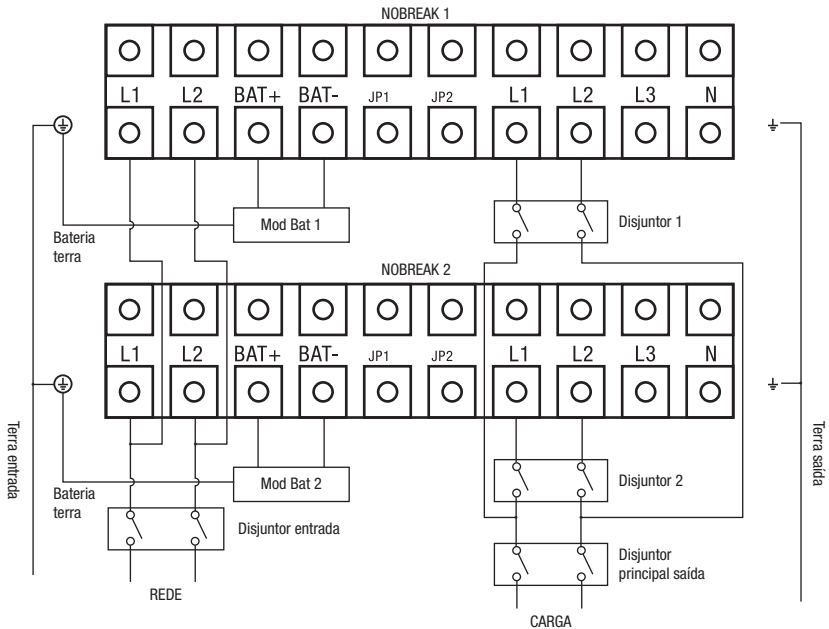 NOBREAK 1
L1 L2 BAT+ BAT- JP1 JP2 L1 L2 L3 N
Mod Bat 1
Disjuntor 1
Bateria
terra
NOBREAK 2
L1 L2 BAT+ BAT- JP1 JP2 L1 L2 L3 N
Terra entrada
Terra saída
Mod Bat 2
Disjuntor 2
Bateria
terra
Disjuntor entrada
Disjuntor
principal saída
REDE
CARGA